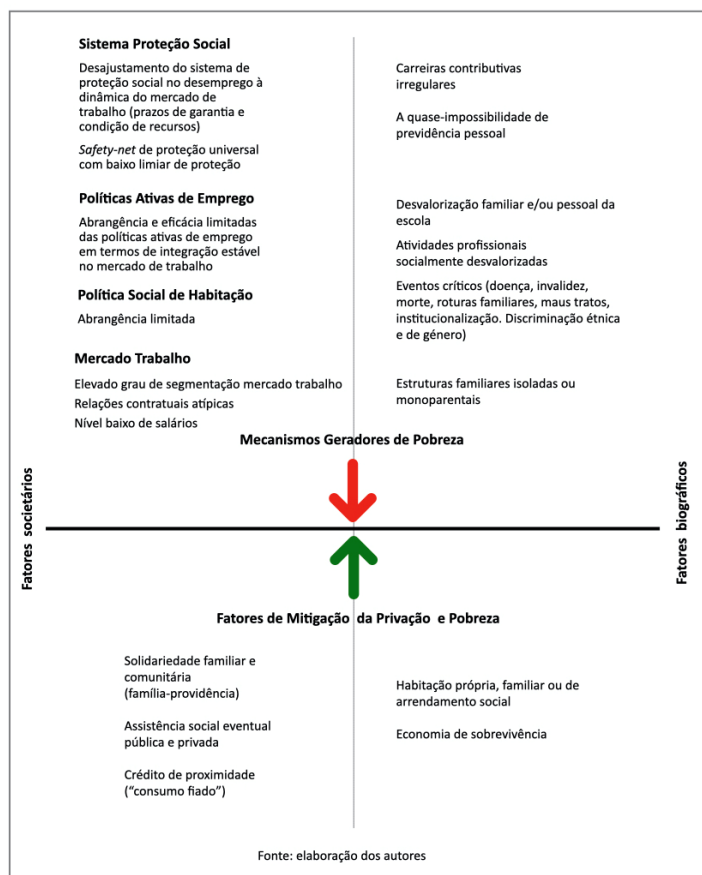 Sistema Proteção Social
Desajustamento do sistema de
proteção social no desemprego à
dinâmica do mercado de
trabalho (prazos de garantia e
condição de recursos)
Safety-net de proteção universal
com baixo limiar de proteção
Carreiras contributivas
irregulares
A quase-impossibilidade de
previdência pessoal
Políticas Ativas de Emprego
Abrangência e eficácia limitadas
das políticas ativas de emprego
em termos de integração estável
no mercado de trabalho
Política Social de Habitação
Abrangência limitada
Desvalorização familiar e/ou pessoal da
escola
Atividades profissionais
socialmente desvalorizadas
Eventos críticos (doença, invalidez,
morte, roturas familiares, maus tratos,
institucionalização. Discriminação étnica
e de género)
Mercado Trabalho
Elevado grau de segmentação mercado trabalho
Relações contratuais atípicas
Nível baixo de salários
Estruturas familiares isoladas ou
monoparentais
Mecanismos Geradores de Pobreza
Fatores societários
Fatores biográficos
Fatores de Mitigação da Privação e Pobreza
Solidariedade familiar e
comunitária
(família-providência)
Assistência social eventual
pública e privada
Crédito de proximidade
(“consumo fiado”)
Habitação própria, familiar ou de
arrendamento social
Economia de sobrevivência
Fonte: elaboração dos autores